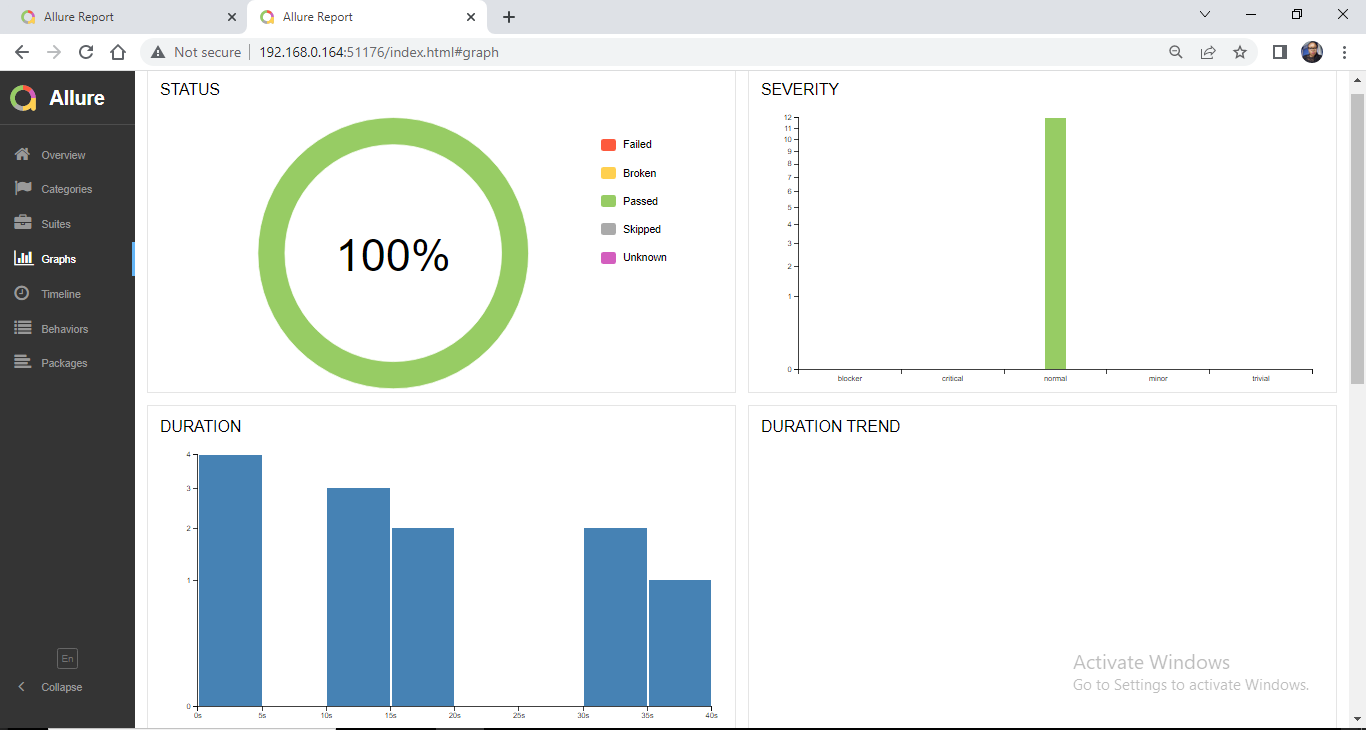 Allure Report
Allure Report
Not secure
192.168.0.164:51176/index.html#graph
Allure
Overview
Categories
Suites
Graphs
Timeline
Behaviors
Packages
En
Collapse
STATUS
100%
Failed
Broken
Passed
Skipped
Unknown
SEVERITY
12
11
10
9
8
7
6
5
4
3
2
1
0
blocker critical normal minor trivial
DURATION
4
3
2
1
0
0s 5s 10s 15s 20s 25s 30s 35s 40s
DURATION TREND
Activate Windows
Go to Settings to activate Windows.